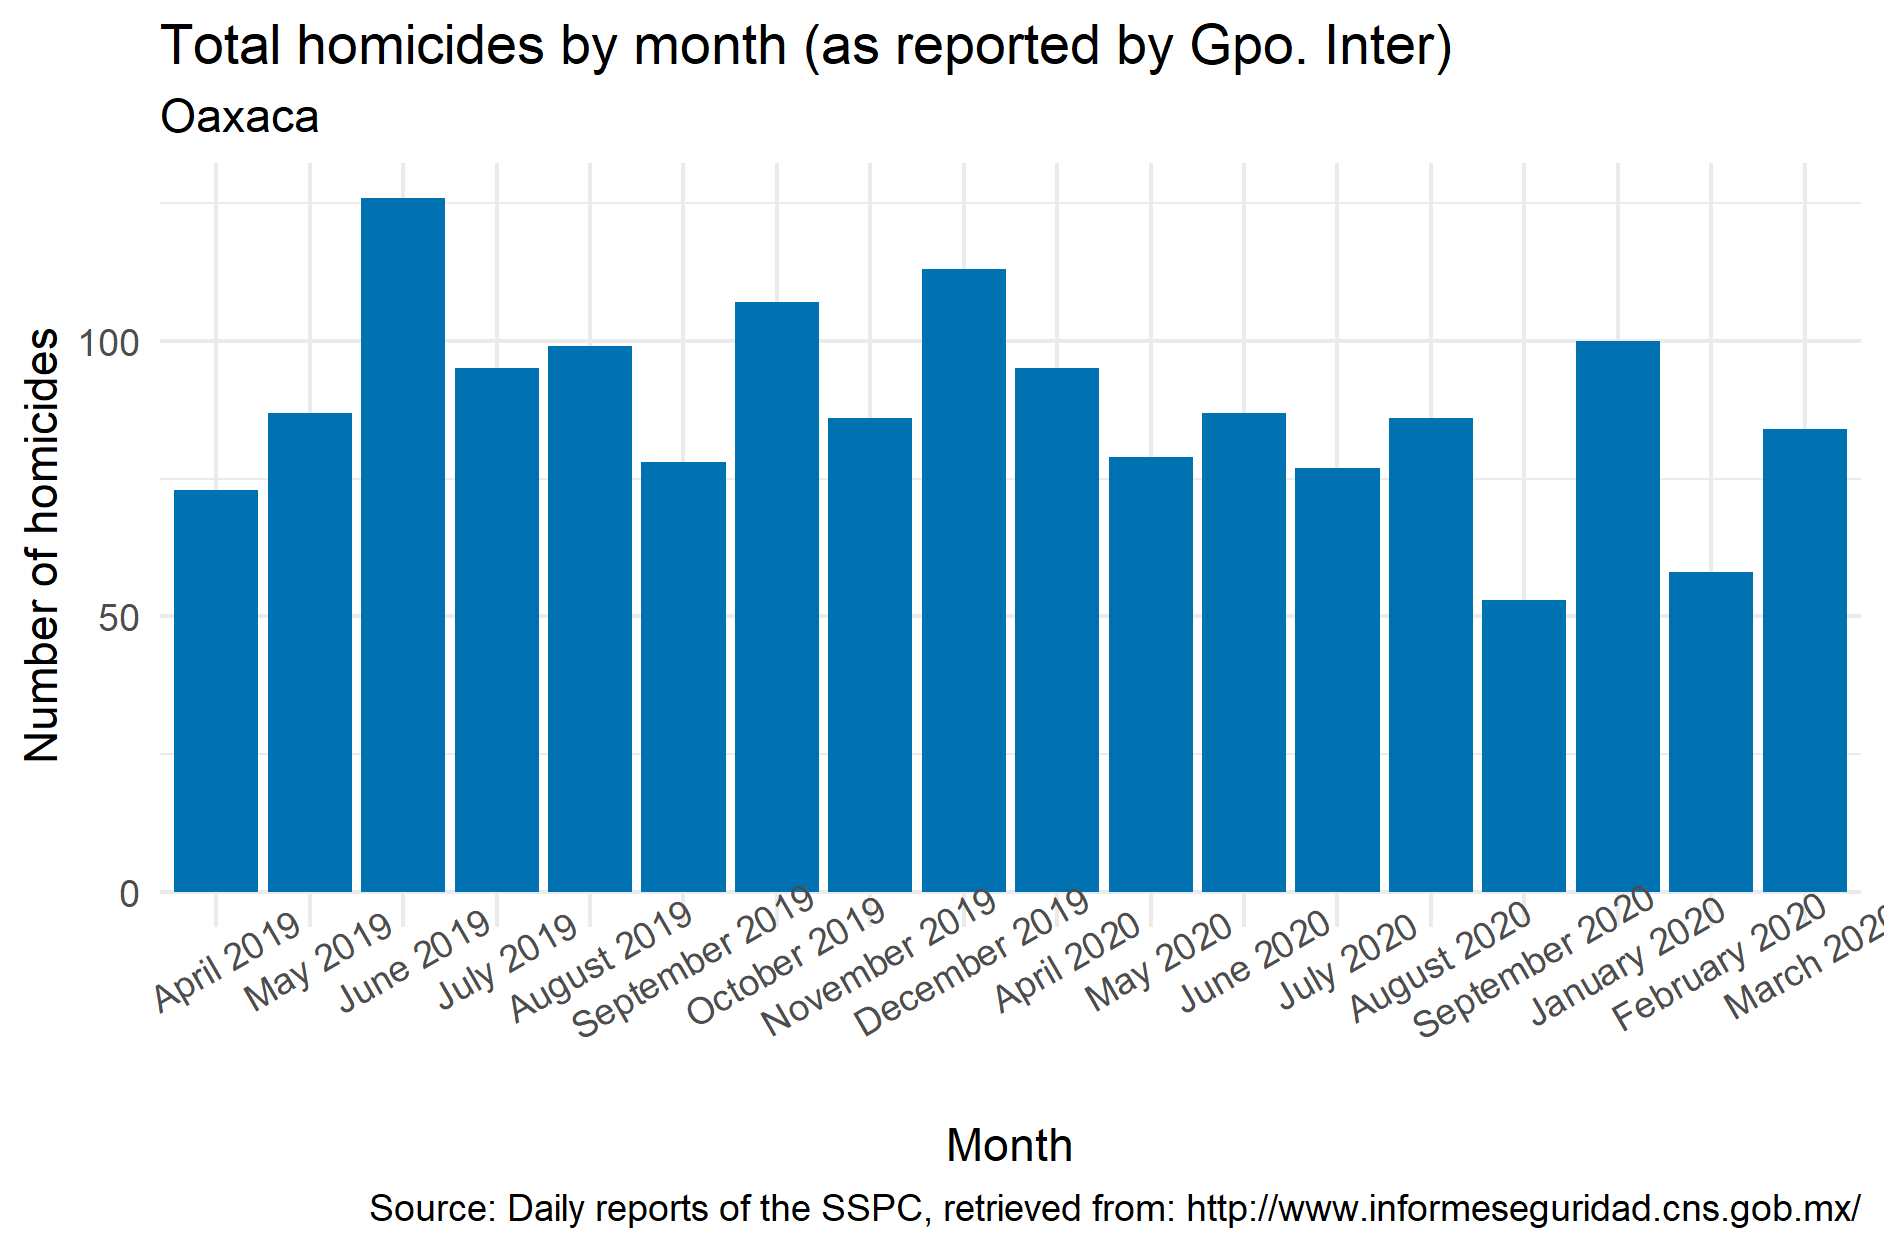 Total homicides by month (as reported by Gpo. Inter)
Oaxaca
Number of homicides
100
50
0
April 2019
May 2019
June 2019
July 2019
August 2019
September 2019
October 2019
November 2019
December 2019
April 2020
May 2020
June 2020
July 2020
August 2020
September 2020
January 2020
February 2020
March 2020
Month
Source: Daily reports of the SSPC, retrieved from: http://www.informeseguridad.cns.gob.mx/